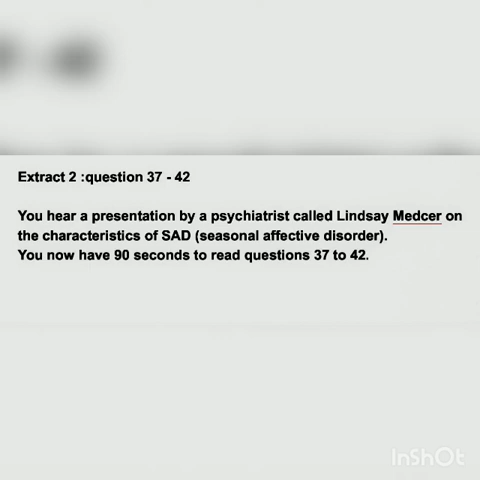 Extract 2 :question 37 - 42
You hear a presentation by a psychiatrist called Lindsay Medcer on
the characteristics of SAD (seasonal affective disorder).
You now have 90 seconds to read questions 37 to 42.
InShOt